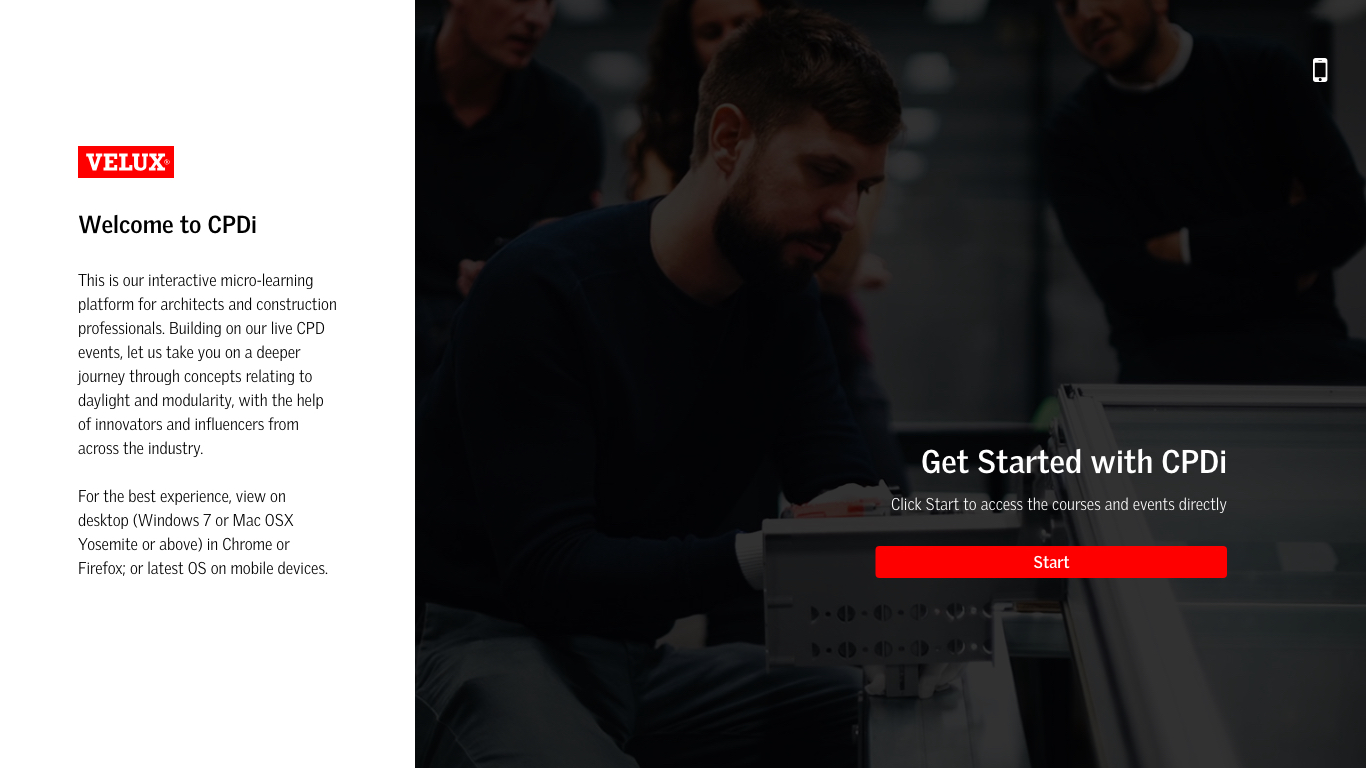 VELUX®
Welcome to CPDi
This is our interactive micro-learning
platform for architects and construction
professionals. Building on our live CPD
events, let us take you on a deeper
journey through concepts relating to
daylight and modularity, with the help
of innovators and influencers from
across the industry.
For the best experience, view on
desktop (Windows 7 or Mac OSX
Yosemite or above) in Chrome or
Firefox; or latest OS on mobile devices.
Get Started with CPDi
Click Start to access the courses and events directly
Start